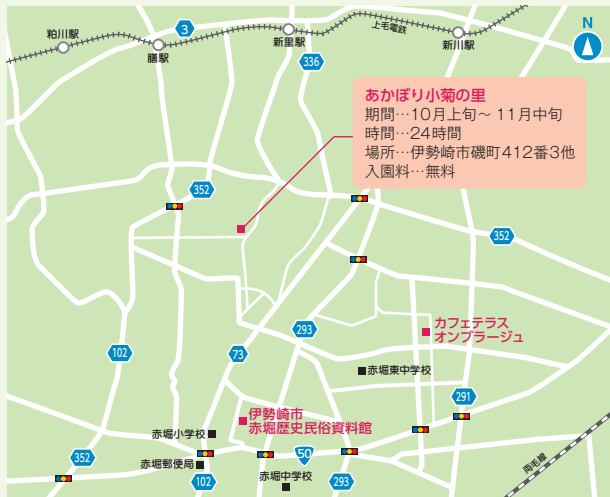 3
N
粕川駅
膳駅
新里駅
上毛電鉄
新川駅
336
あかぼり小菊の里
期間…10月上旬～11月中旬
時間…24時間
場所…伊勢崎市磯町412番3他
入園料…無料
352
352
カフェテラス
オンブラージュ
293
102
73
赤堀東中学校
291
伊勢崎市
赤堀歴史民俗資料館
赤堀小学校
352
赤堀郵便局
50
両毛線
102
赤堀中学校
293